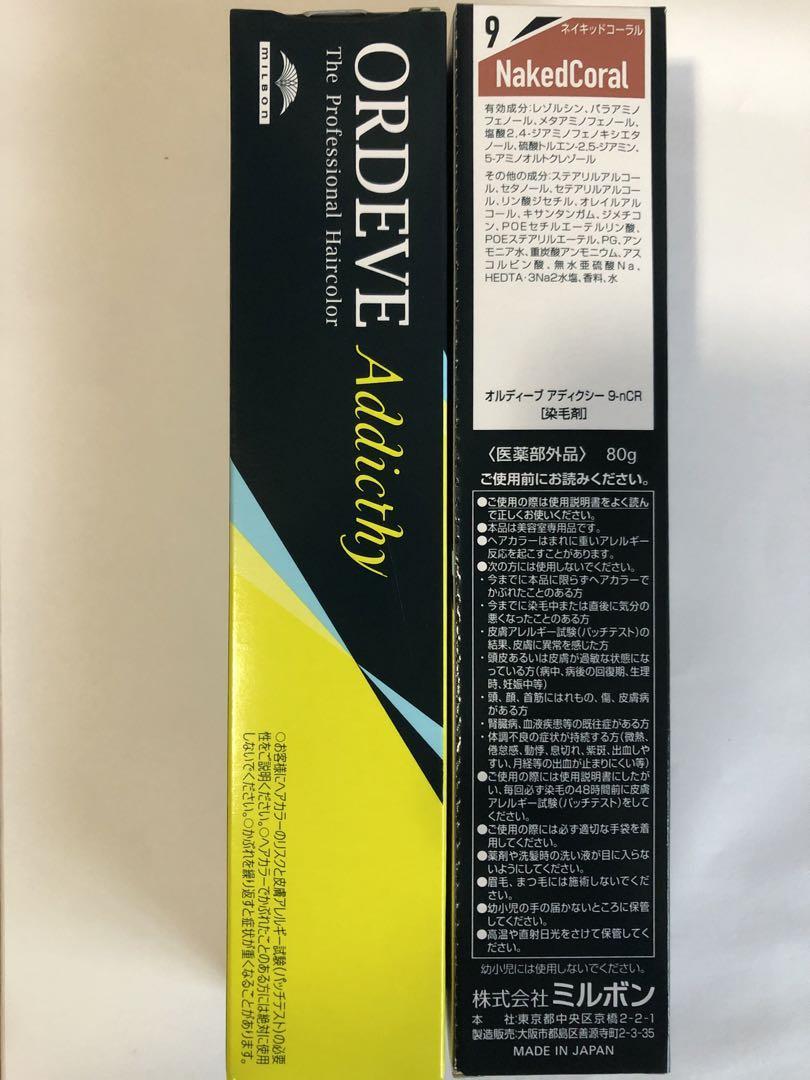 MILBON
ORDEVE Addicthy
The Professional Haircolor
○お客様にヘアカラーのリスクと皮膚アレルギー試験(パッチテスト)の必要
性をご説明ください。○ヘアカラーでかぶれたことのある方には絶対に使用
しないでください。○かぶれを繰り返すと症状が重くなることがあります。
9
ネイキッドコーラル
NakedCoral
有効成分:レゾルシン、パラアミノ
フェノール、メタアミノフェノール、
塩酸2,4-ジアミノフェノキシエタ
ノール、硫酸トルエン-2,5-ジアミン、
5-アミノオルトクレゾール
その他の成分:ステアリルアルコー
ル、セタノール、セテアリルアルコー
ル、リン酸ジセチル、オレイルアル
コール、キサンタンガム、ジメチコ
ン、POEセチルエーテルリン酸、
POEステアリルエーテル、PG、アン
モニア水、重炭酸アンモニウム、アス
コルビン酸、無水亜硫酸Na、
HEDTA・3Na2水塩、香料、水
オルディーブ アディクシー 9-nCR
[染毛剤]
〈医薬部外品〉 80g
ご使用前にお読みください。
●ご使用の際は使用説明書をよく読ん
で正しくお使いください。
●本品は美容室専用品です。
●ヘアカラーはまれに重いアレルギー
反応を起こすことがあります。
●次の方には使用しないでください。
・今までに本品に限らずヘアカラーで
かぶれたことのある方
・今までに染毛中または直後に気分の
悪くなったことのある方
・皮膚アレルギー試験(パッチテスト)の
結果、皮膚に異常を感じた方
・頭皮あるいは皮膚が過敏な状態にな
っている方(病中、病後の回復期、生理
時、妊娠中等)
・頭、顔、首筋にはれもの、傷、皮膚病
がある方
・腎臓病、血液疾患等の既往症がある方
・体調不良の症状が持続する方(微熱、
倦怠感、動悸、息切れ、紫斑、出血しや
すい、月経等の出血が止まりにくい等)
●ご使用の際には使用説明書にしたが
い、毎回必ず染毛の48時間前に皮膚
アレルギー試験(パッチテスト)をして
ください。
●ご使用の際には必ず適切な手袋を着
用してください。
●薬剤や洗髪時の洗い液が目に入らな
いようにしてください。
●眉毛、まつ毛には施術しないでくだ
さい。
●幼小児の手の届かないところに保管
してください。
●高温や直射日光をさけて保管してく
ださい。
幼小児には使用しないでください。
株式会社 ミルボン
本 社:東京都中央区京橋2-2-1
製造販売:大阪市都島区善源寺町2-3-35
MADE IN JAPAN